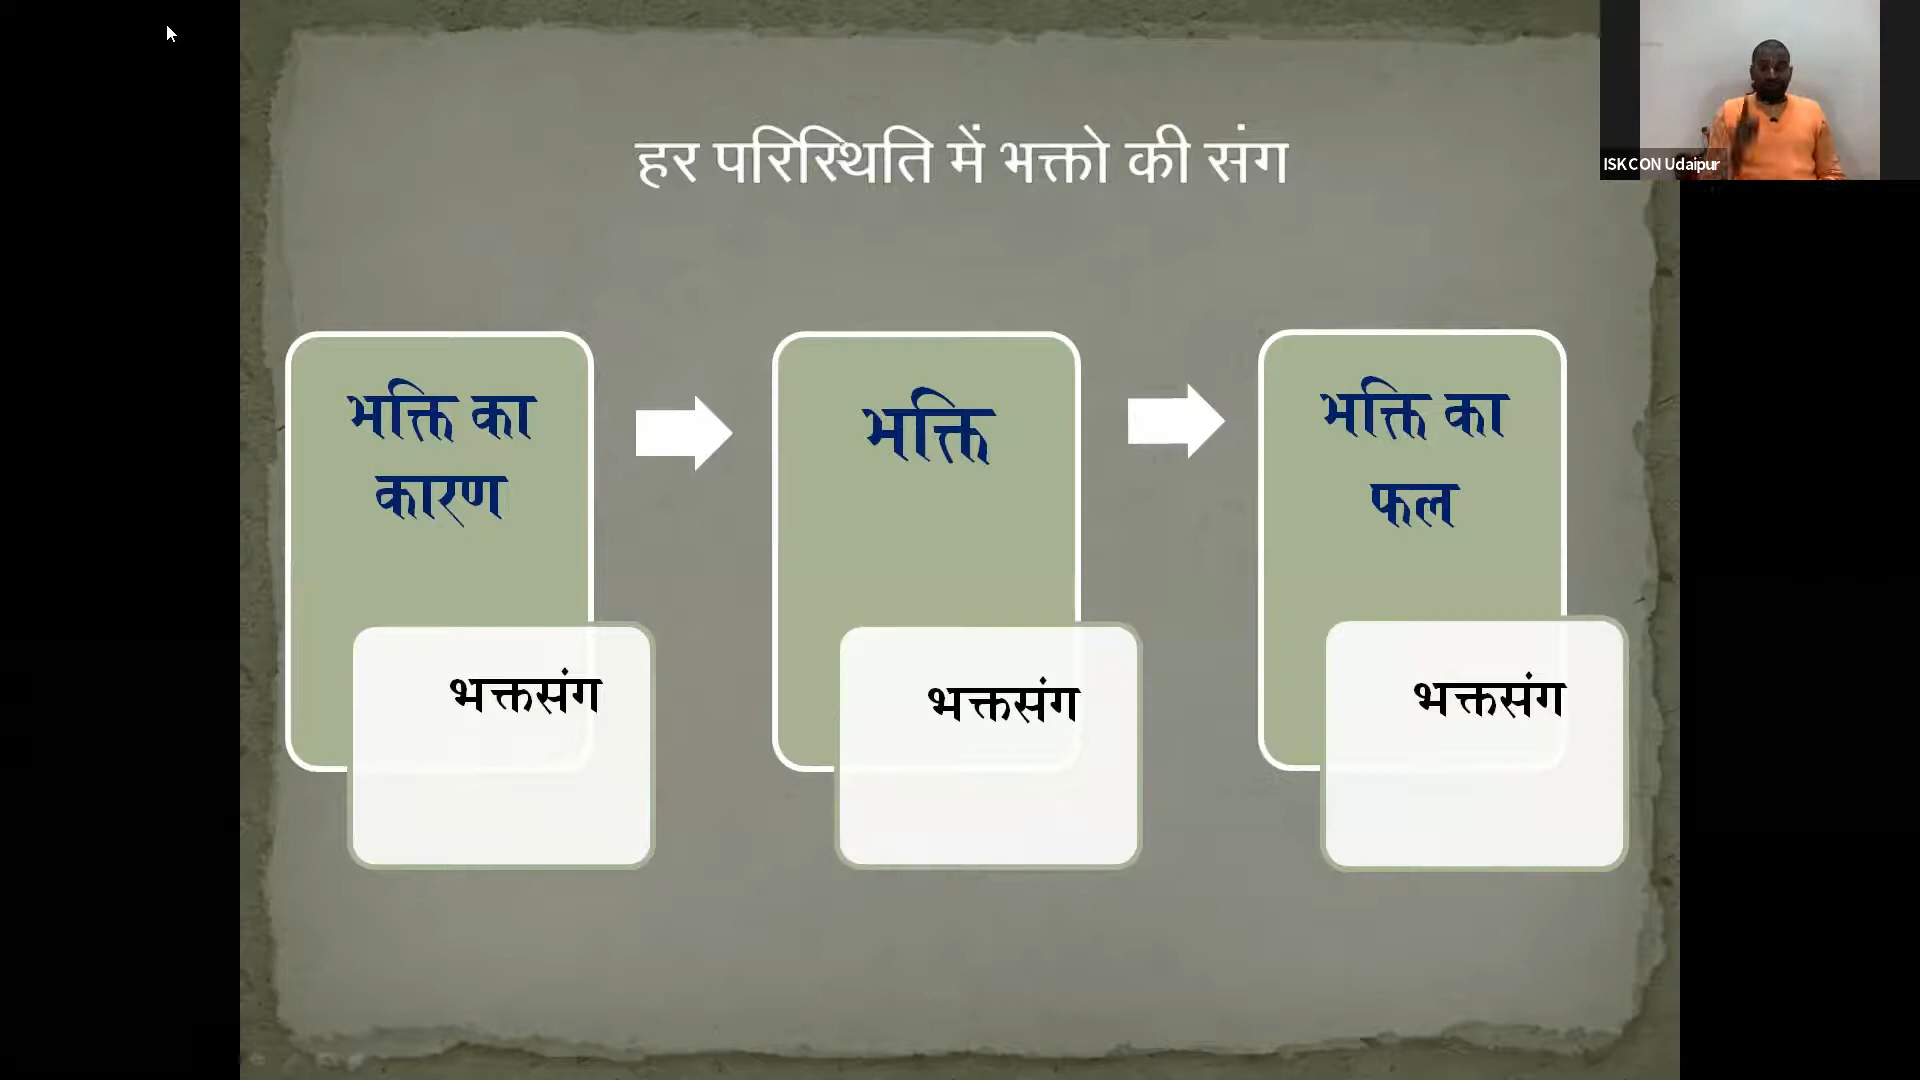 हर परिस्थिति में भक्तो की संग
ISKCON Udaipur
भक्ति का
कारण
भक्तसंग
भक्ति
भक्तसंग
भक्ति का
फल
भक्तसंग